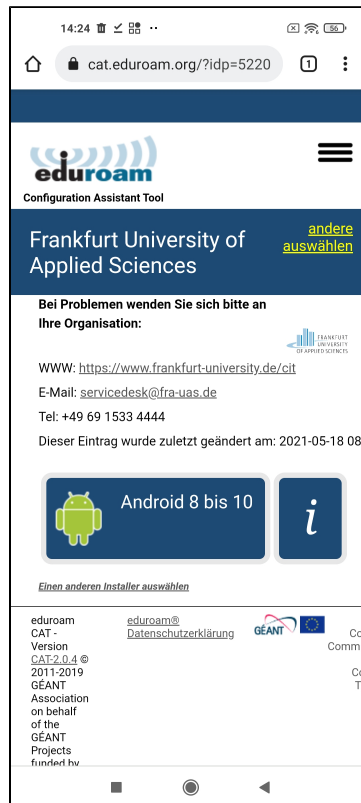 14:24
56
cat.eduroam.org/?idp=5220
1
eduroam
Configuration Assistant Tool
Frankfurt University of
Applied Sciences
andere
auswählen
Bei Problemen wenden Sie sich bitte an
Ihre Organisation:
FRANKFURT
UNIVERSITY
OF APPLIED SCIENCES
WWW: https://www.frankfurt-university.de/cit
E-Mail: servicedesk@fra-uas.de
Tel: +49 69 1533 4444
Dieser Eintrag wurde zuletzt geändert am: 2021-05-18 08
Android 8 bis 10
i
Einen anderen Installer auswählen
eduroam
CAT -
Version
CAT-2.0.4 ©
2011-2019
GÉANT
Association
on behalf
of the
GÉANT
Projects
funded by
eduroam®
Datenschutzerklärung
GÉANT
Co
Comm
Co
T